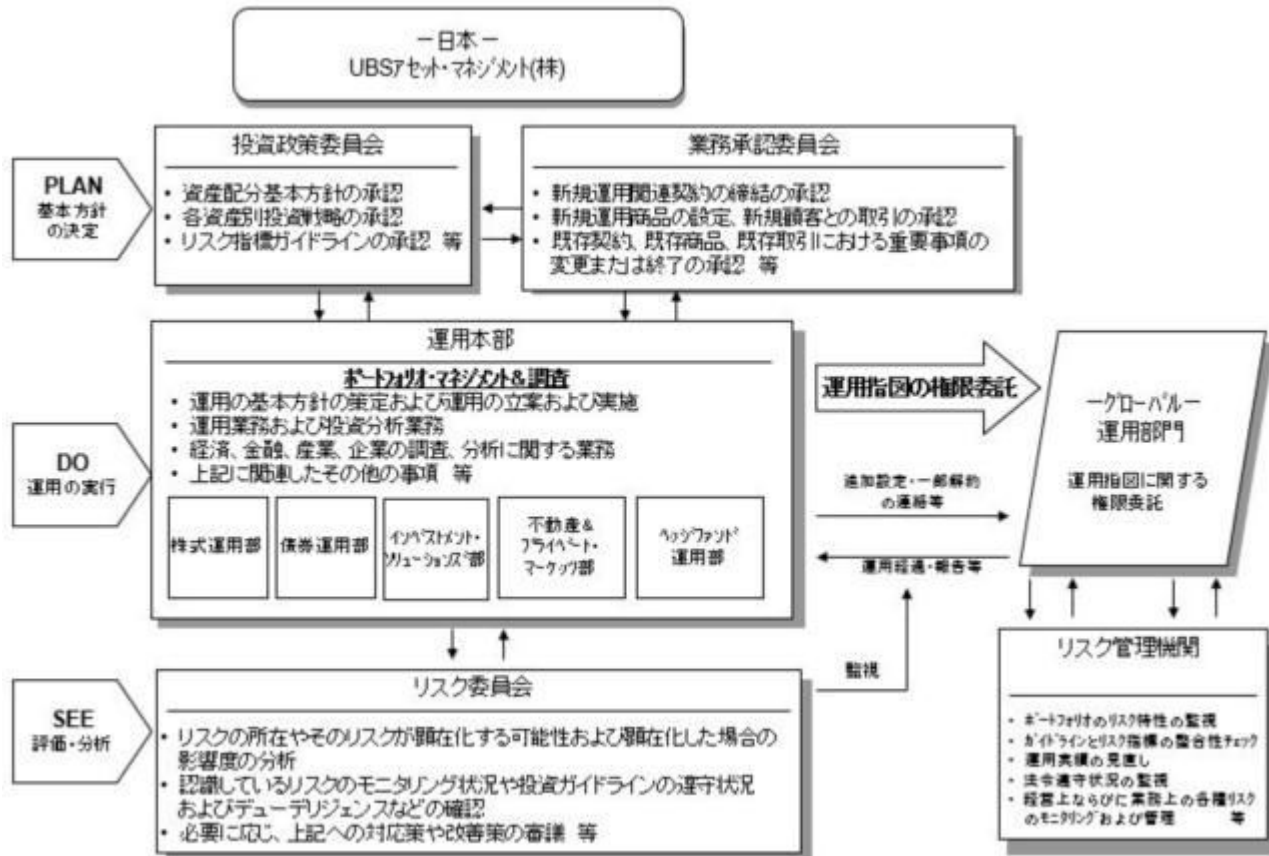 －日本－
UBSアセット・マネジメント(株)
投資政策委員会
・ 資産配分基本方針の承認
・ 各資産別投資戦略の承認
・ リスク指標ガイドラインの承認 等
業務承認委員会
・ 新規運用関連契約の締結の承認
・ 新規運用商品の設定、新規顧客との取引の承認
・ 既存契約、既存商品、既存取引における重要事項の
変更または終了の承認 等
PLAN
基本方針
の決定
運用本部
ポートフォリオ・マネジメント&調査
・ 運用の基本方針の策定および運用の立案および実施
・ 運用業務および投資分析業務
・ 経済、金融、産業、企業の調査、分析に関する業務
・ 上記に関連したその他の事項 等
DO
運用の実行
株式運用部
債券運用部
インベストメント・
ソリューションズ部
不動産&
プライベート・
マーケッツ部
ヘッジファンド
運用部
運用指図の権限委託
追加設定・一部解約
の連絡等
運用経過・報告等
－グローバル－
運用部門
運用指図に関する
権限委託
監視
SEE
評価・分析
リスク委員会
・ リスクの所在やそのリスクが顕在化する可能性および顕在化した場合の
影響度の分析
・ 認識しているリスクのモニタリング状況や投資ガイドラインの遵守状況
およびデューデリジェンスなどの確認
・ 必要に応じ、上記への対応策や改善策の審議 等
リスク管理機関
・ ポートフォリオのリスク特性の監視
・ ガイドラインとリスク指標の整合性チェック
・ 運用実績の見直し
・ 法令遵守状況の監視
・ 経営上ならびに業務上の各種リスク
のモニタリングおよび管理 等